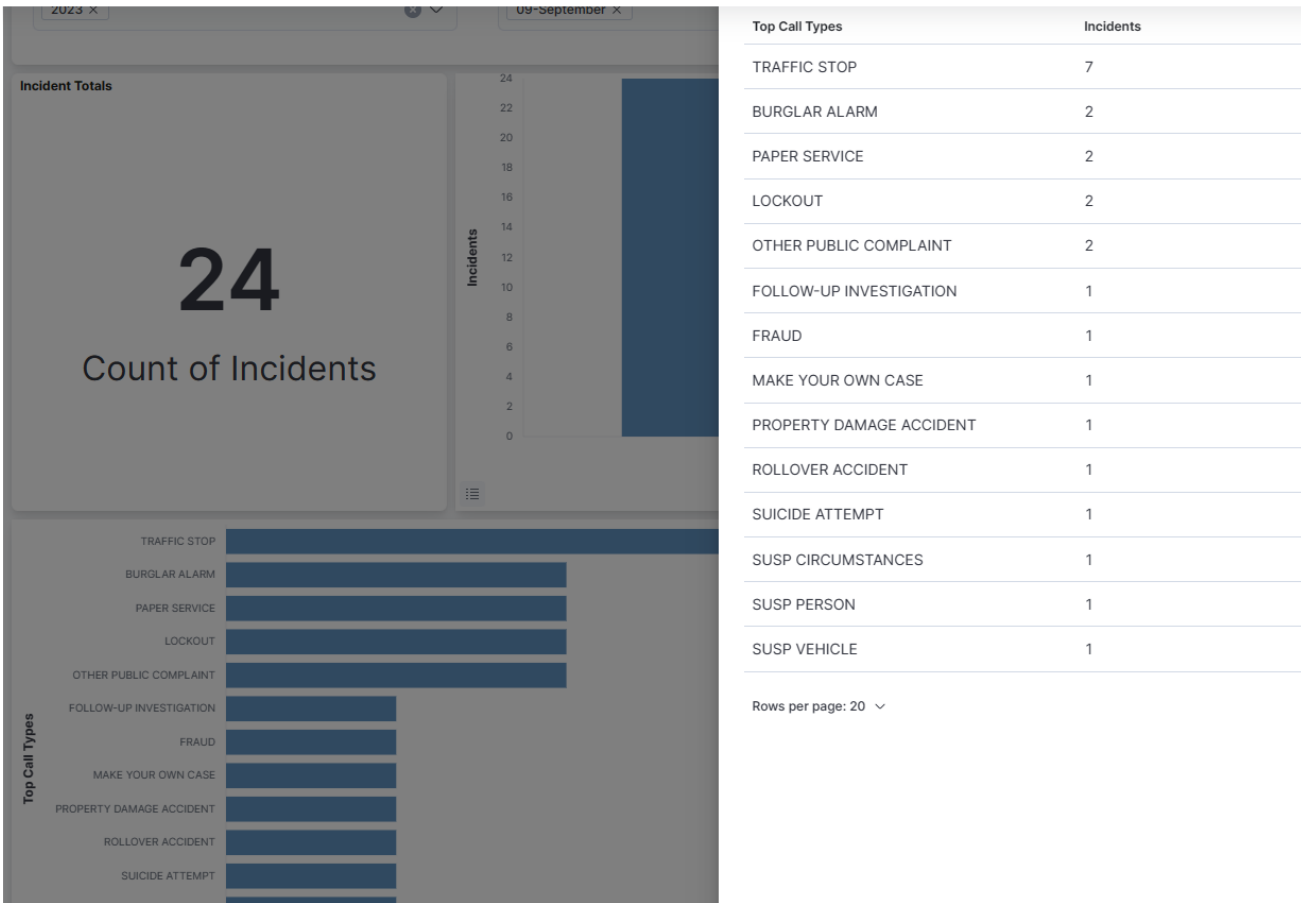 2023 ×
09-September ×
Incident Totals
24
Count of Incidents
24
22
20
18
16
14
12
10
8
6
4
2
0
Incidents
Top Call Types
TRAFFIC STOP
BURGLAR ALARM
PAPER SERVICE
LOCKOUT
OTHER PUBLIC COMPLAINT
FOLLOW-UP INVESTIGATION
FRAUD
MAKE YOUR OWN CASE
PROPERTY DAMAGE ACCIDENT
ROLLOVER ACCIDENT
SUICIDE ATTEMPT
Top Call Types Incidents
TRAFFIC STOP 7
BURGLAR ALARM 2
PAPER SERVICE 2
LOCKOUT 2
OTHER PUBLIC COMPLAINT 2
FOLLOW-UP INVESTIGATION 1
FRAUD 1
MAKE YOUR OWN CASE 1
PROPERTY DAMAGE ACCIDENT 1
ROLLOVER ACCIDENT 1
SUICIDE ATTEMPT 1
SUSP CIRCUMSTANCES 1
SUSP PERSON 1
SUSP VEHICLE 1
Rows per page: 20